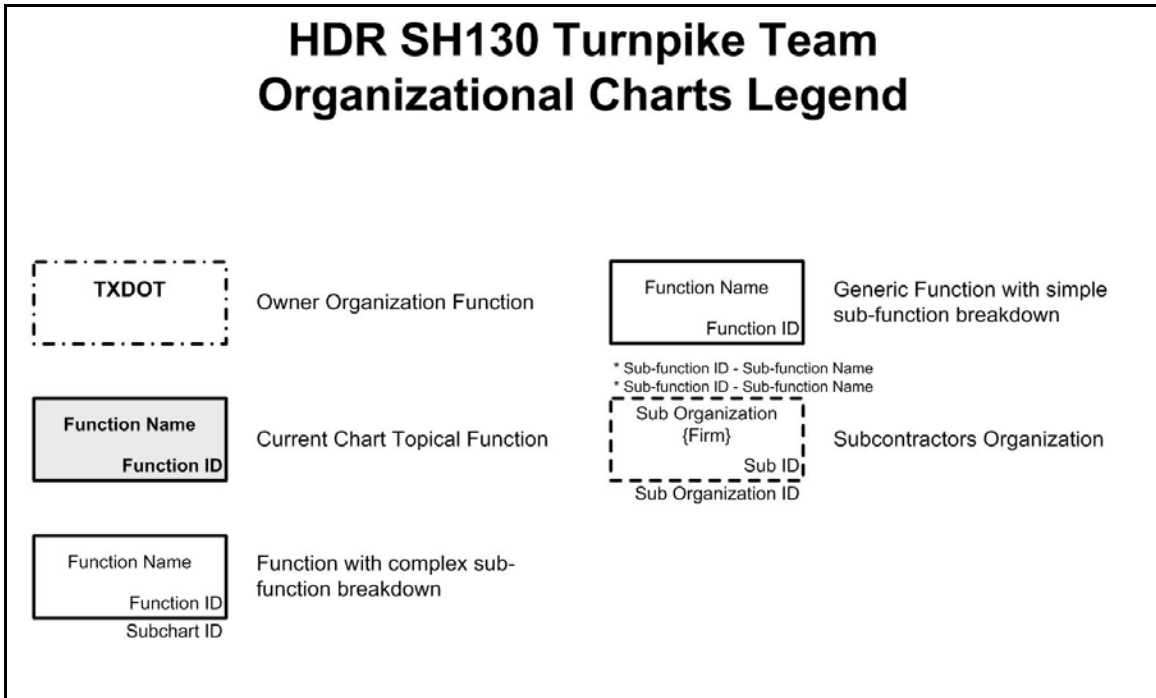 HDR SH130 Turnpike Team
Organizational Charts Legend
TXDOT
Owner Organization Function
Function Name
Function ID
Current Chart Topical Function
Function Name
Function ID
Subchart ID
Function with complex sub-
function breakdown
Function Name
Function ID
* Sub-function ID - Sub-function Name
* Sub-function ID - Sub-function Name
Generic Function with simple
sub-function breakdown
Sub Organization
{Firm}
Sub ID
Sub Organization ID
Subcontractors Organization